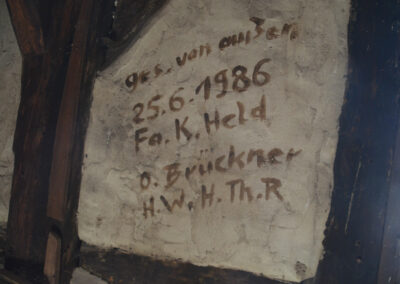 ges. von außen
25.6.1986
Fa. K. Held
O. Brückner
H.W. H. Th. R